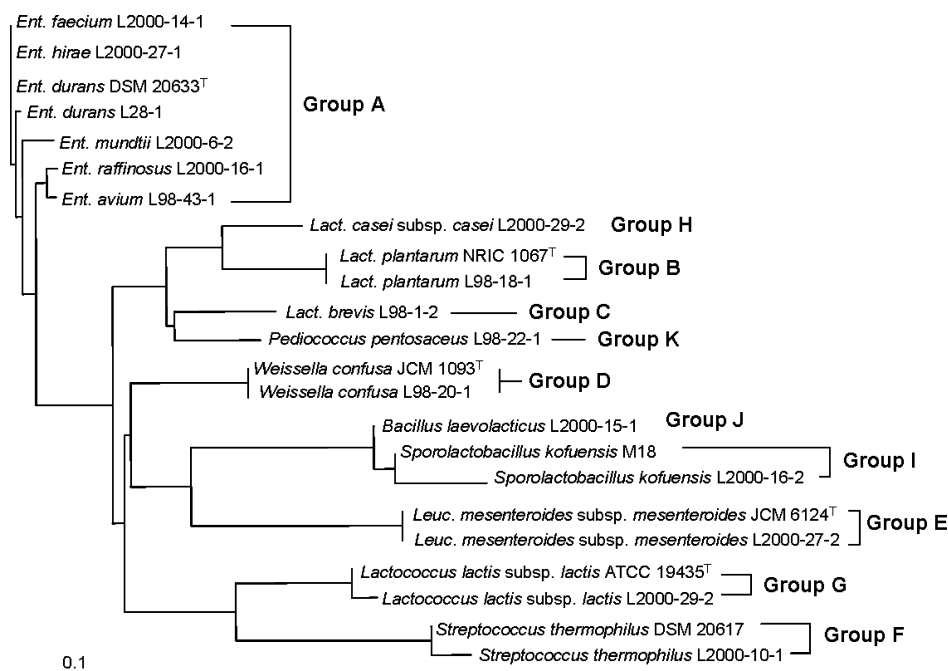 Ent. faecium L2000-14-1
Ent. hirae L2000-27-1
Ent. durans DSM 20633T
Group A
Ent. durans L28-1
Ent. mundtii L2000-6-2
Ent. raffinosus L2000-16-1
Ent. avium L98-43-1
Lact. casei subsp. casei L2000-29-2 Group H
Lact. plantarum NRIC 1067T
Group B
Lact. plantarum L98-18-1
Lact. brevis L98-1-2 Group C
Pediococcus pentosaceus L98-22-1 Group K
Weissella confusa JCM 1093T
Group D
Weissella confusa L98-20-1
Bacillus laevolacticus L2000-15-1 Group J
Sporolactobacillus kofuensis M18
Group I
Sporolactobacillus kofuensis L2000-16-2
Leuc. mesenteroides subsp. mesenteroides JCM 6124T
Group E
Leuc. mesenteroides subsp. mesenteroides L2000-27-2
Lactococcus lactis subsp. lactis ATCC 19435T
Group G
Lactococcus lactis subsp. lactis L2000-29-2
Streptococcus thermophilus DSM 20617
Group F
Streptococcus thermophilus L2000-10-1
0.1